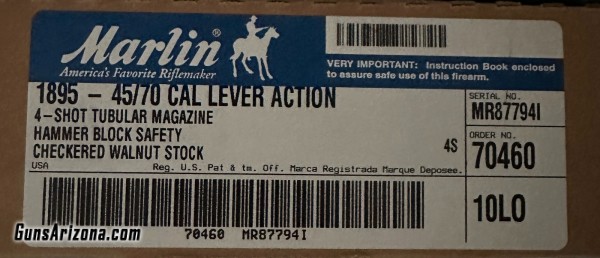 Marlin
America's Favorite Riflemaker
VERY IMPORTANT: Instruction Book enclosed
to assure safe use of this firearm.
1895 - 45/70 CAL LEVER ACTION
4-SHOT TUBULAR MAGAZINE
HAMMER BLOCK SAFETY
CHECKERED WALNUT STOCK
4S
USA
Reg. U.S. Pat & tm. Off. Marca Registrada Marque Deposee.
SERIAL NO.
MR87794I
ORDER NO.
70460
10LO
70460 MR87794I
GunsArizona.com